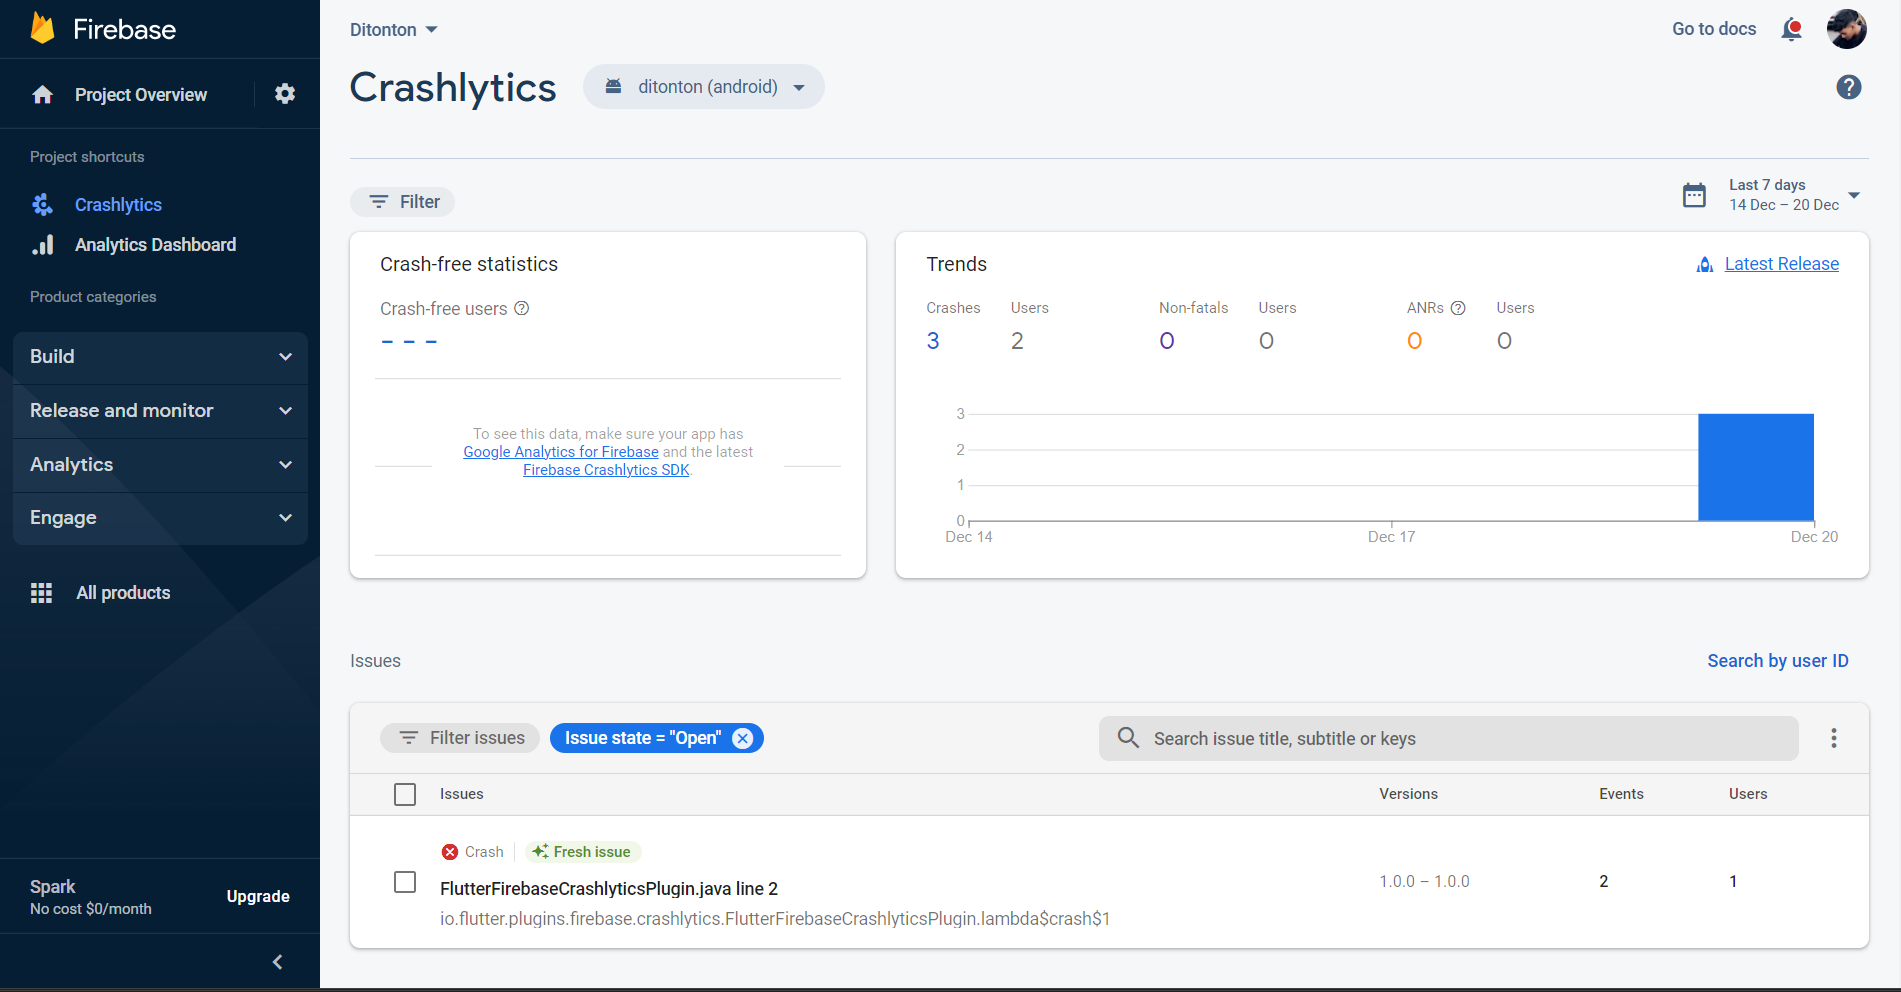 Firebase
Project Overview
Project shortcuts
Crashlytics
Analytics Dashboard
Product categories
Build
Release and monitor
Analytics
Engage
All products
Spark
No cost $0/month
Upgrade
Ditonton
Go to docs
Crashlytics
ditonton (android)
Filter
Last 7 days
14 Dec – 20 Dec
Crash-free statistics
Crash-free users
– – –
To see this data, make sure your app has
Google Analytics for Firebase and the latest
Firebase Crashlytics SDK.
Trends
Latest Release
Crashes Users Non-fatals Users ANRs Users
3 2 0 0 0 0
3
2
1
0
Dec 14 Dec 17 Dec 20
Issues
Search by user ID
Filter issues
Issue state = "Open"
Search issue title, subtitle or keys
Issues Versions Events Users
Crash
Fresh issue
FlutterFirebaseCrashlyticsPlugin.java line 2
io.flutter.plugins.firebase.crashlytics.FlutterFirebaseCrashlyticsPlugin.lambda$crash$1
1.0.0 – 1.0.0
2
1